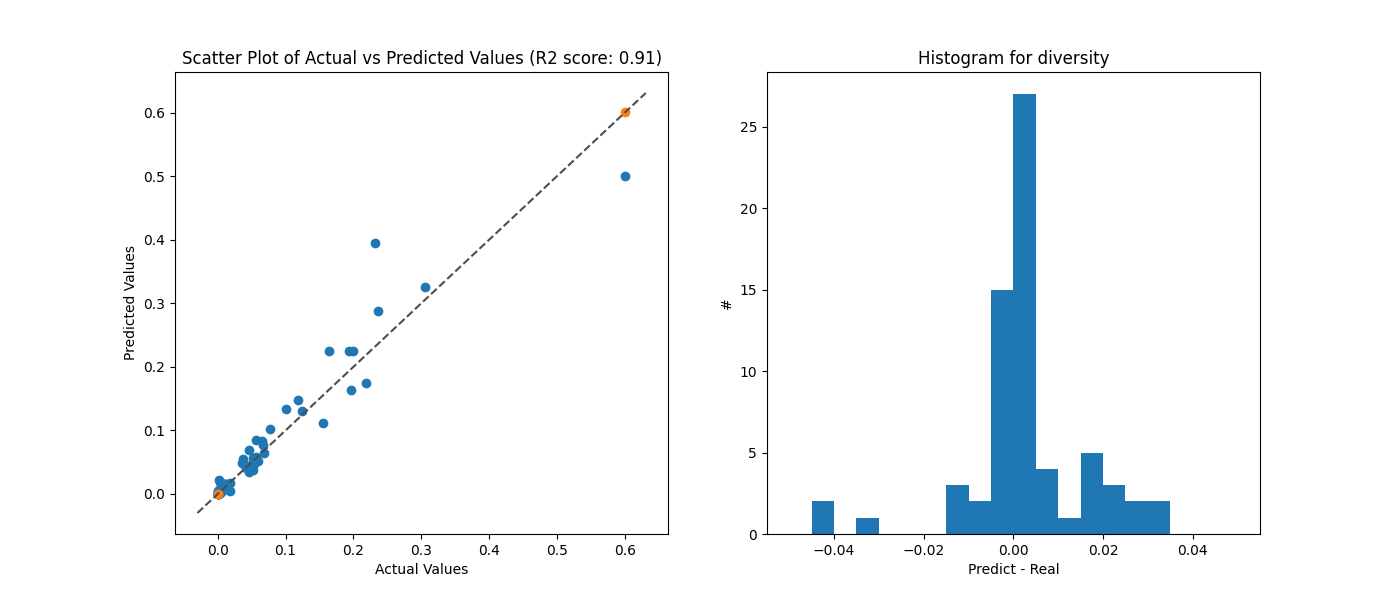 Scatter Plot of Actual vs Predicted Values (R2 score: 0.91)
Predicted Values
0.6
0.5
0.4
0.3
0.2
0.1
0.0
0.0 0.1 0.2 0.3 0.4 0.5 0.6
Actual Values
Histogram for diversity
#
25
20
15
10
5
0
−0.04 −0.02 0.00 0.02 0.04
Predict - Real